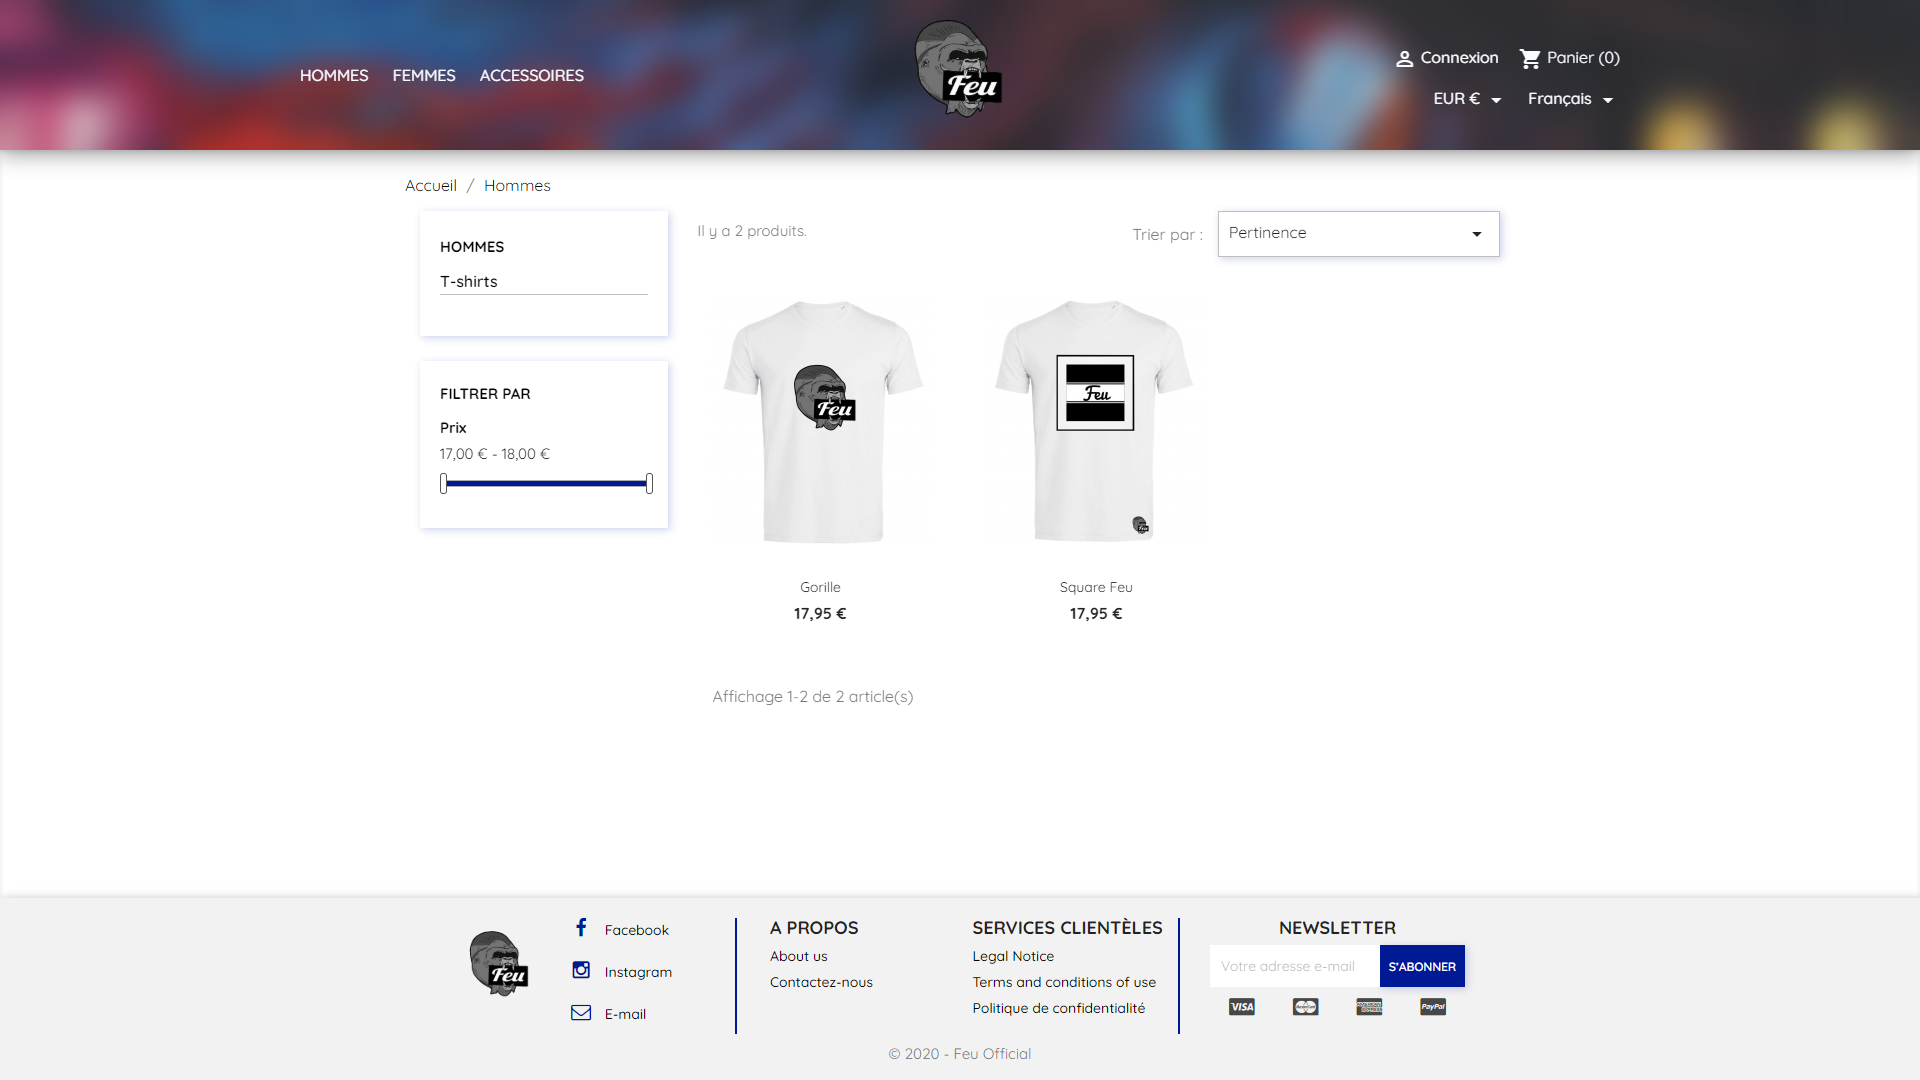 HOMMES FEMMES ACCESSOIRES
Feu
Connexion Panier (0)
EUR € Français
Accueil / Hommes
HOMMES
T-shirts
FILTRER PAR
Prix
17,00 € - 18,00 €
Il y a 2 produits.
Trier par : Pertinence
Feu
Feu
Feu
Gorille
17,95 €
Square Feu
17,95 €
Affichage 1-2 de 2 article(s)
Feu
Facebook
Instagram
E-mail
A PROPOS
About us
Contactez-nous
SERVICES CLIENTÈLES
Legal Notice
Terms and conditions of use
Politique de confidentialité
NEWSLETTER
Votre adresse e-mail S'ABONNER
VISA PayPal
© 2020 - Feu Official